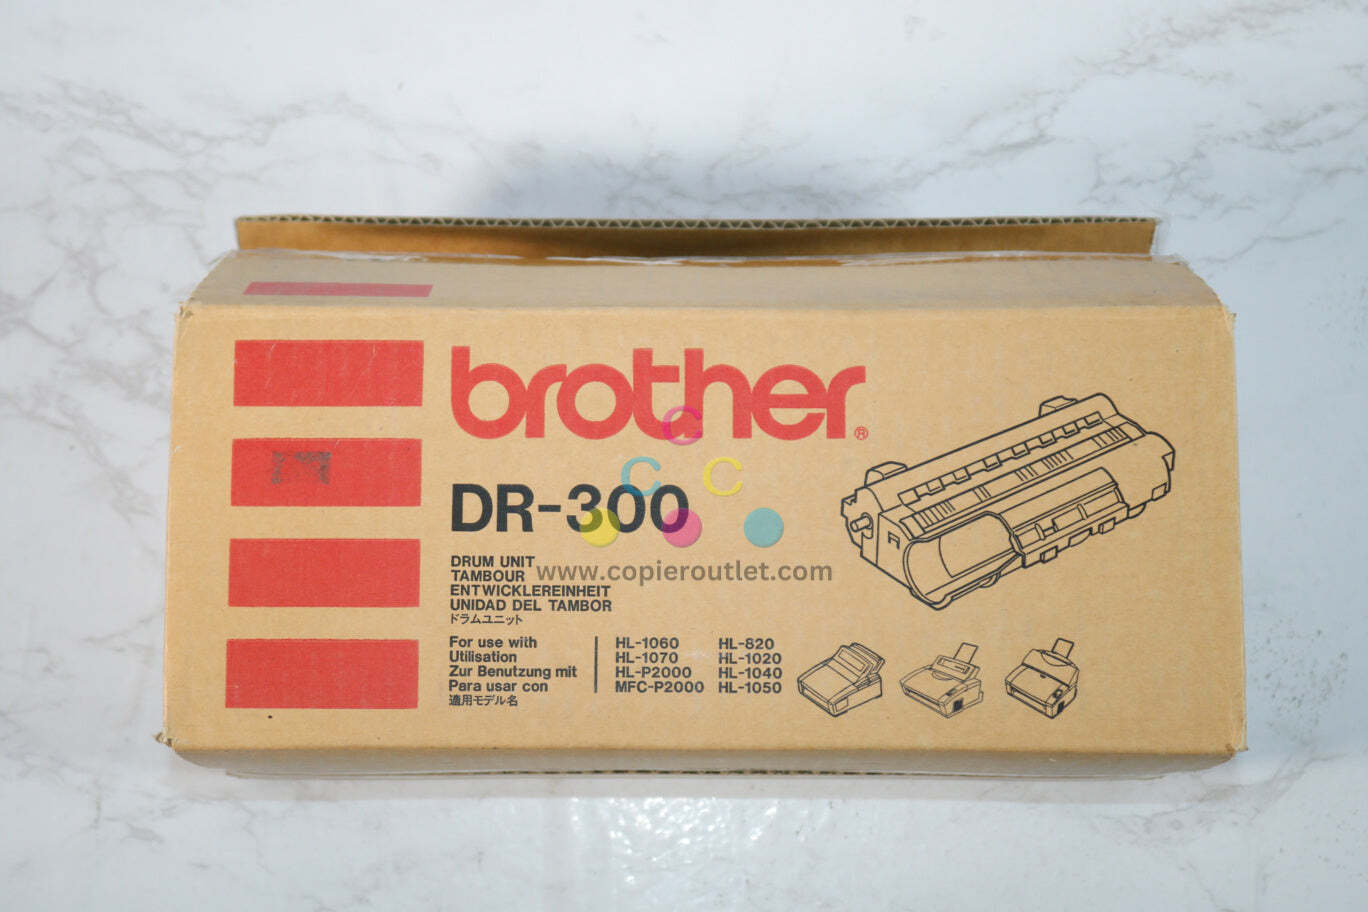 brother®
DR-300
DRUM UNIT
TAMBOUR
ENTWICKLEREINHEIT
UNIDAD DEL TAMBOR
ドラムユニット
www.copieroutlet.com
C
C C
For use with
Utilisation
Zur Benutzung mit
Para usar con
適用モデル名
HL-1060 HL-820
HL-1070 HL-1020
HL-P2000 HL-1040
MFC-P2000 HL-1050